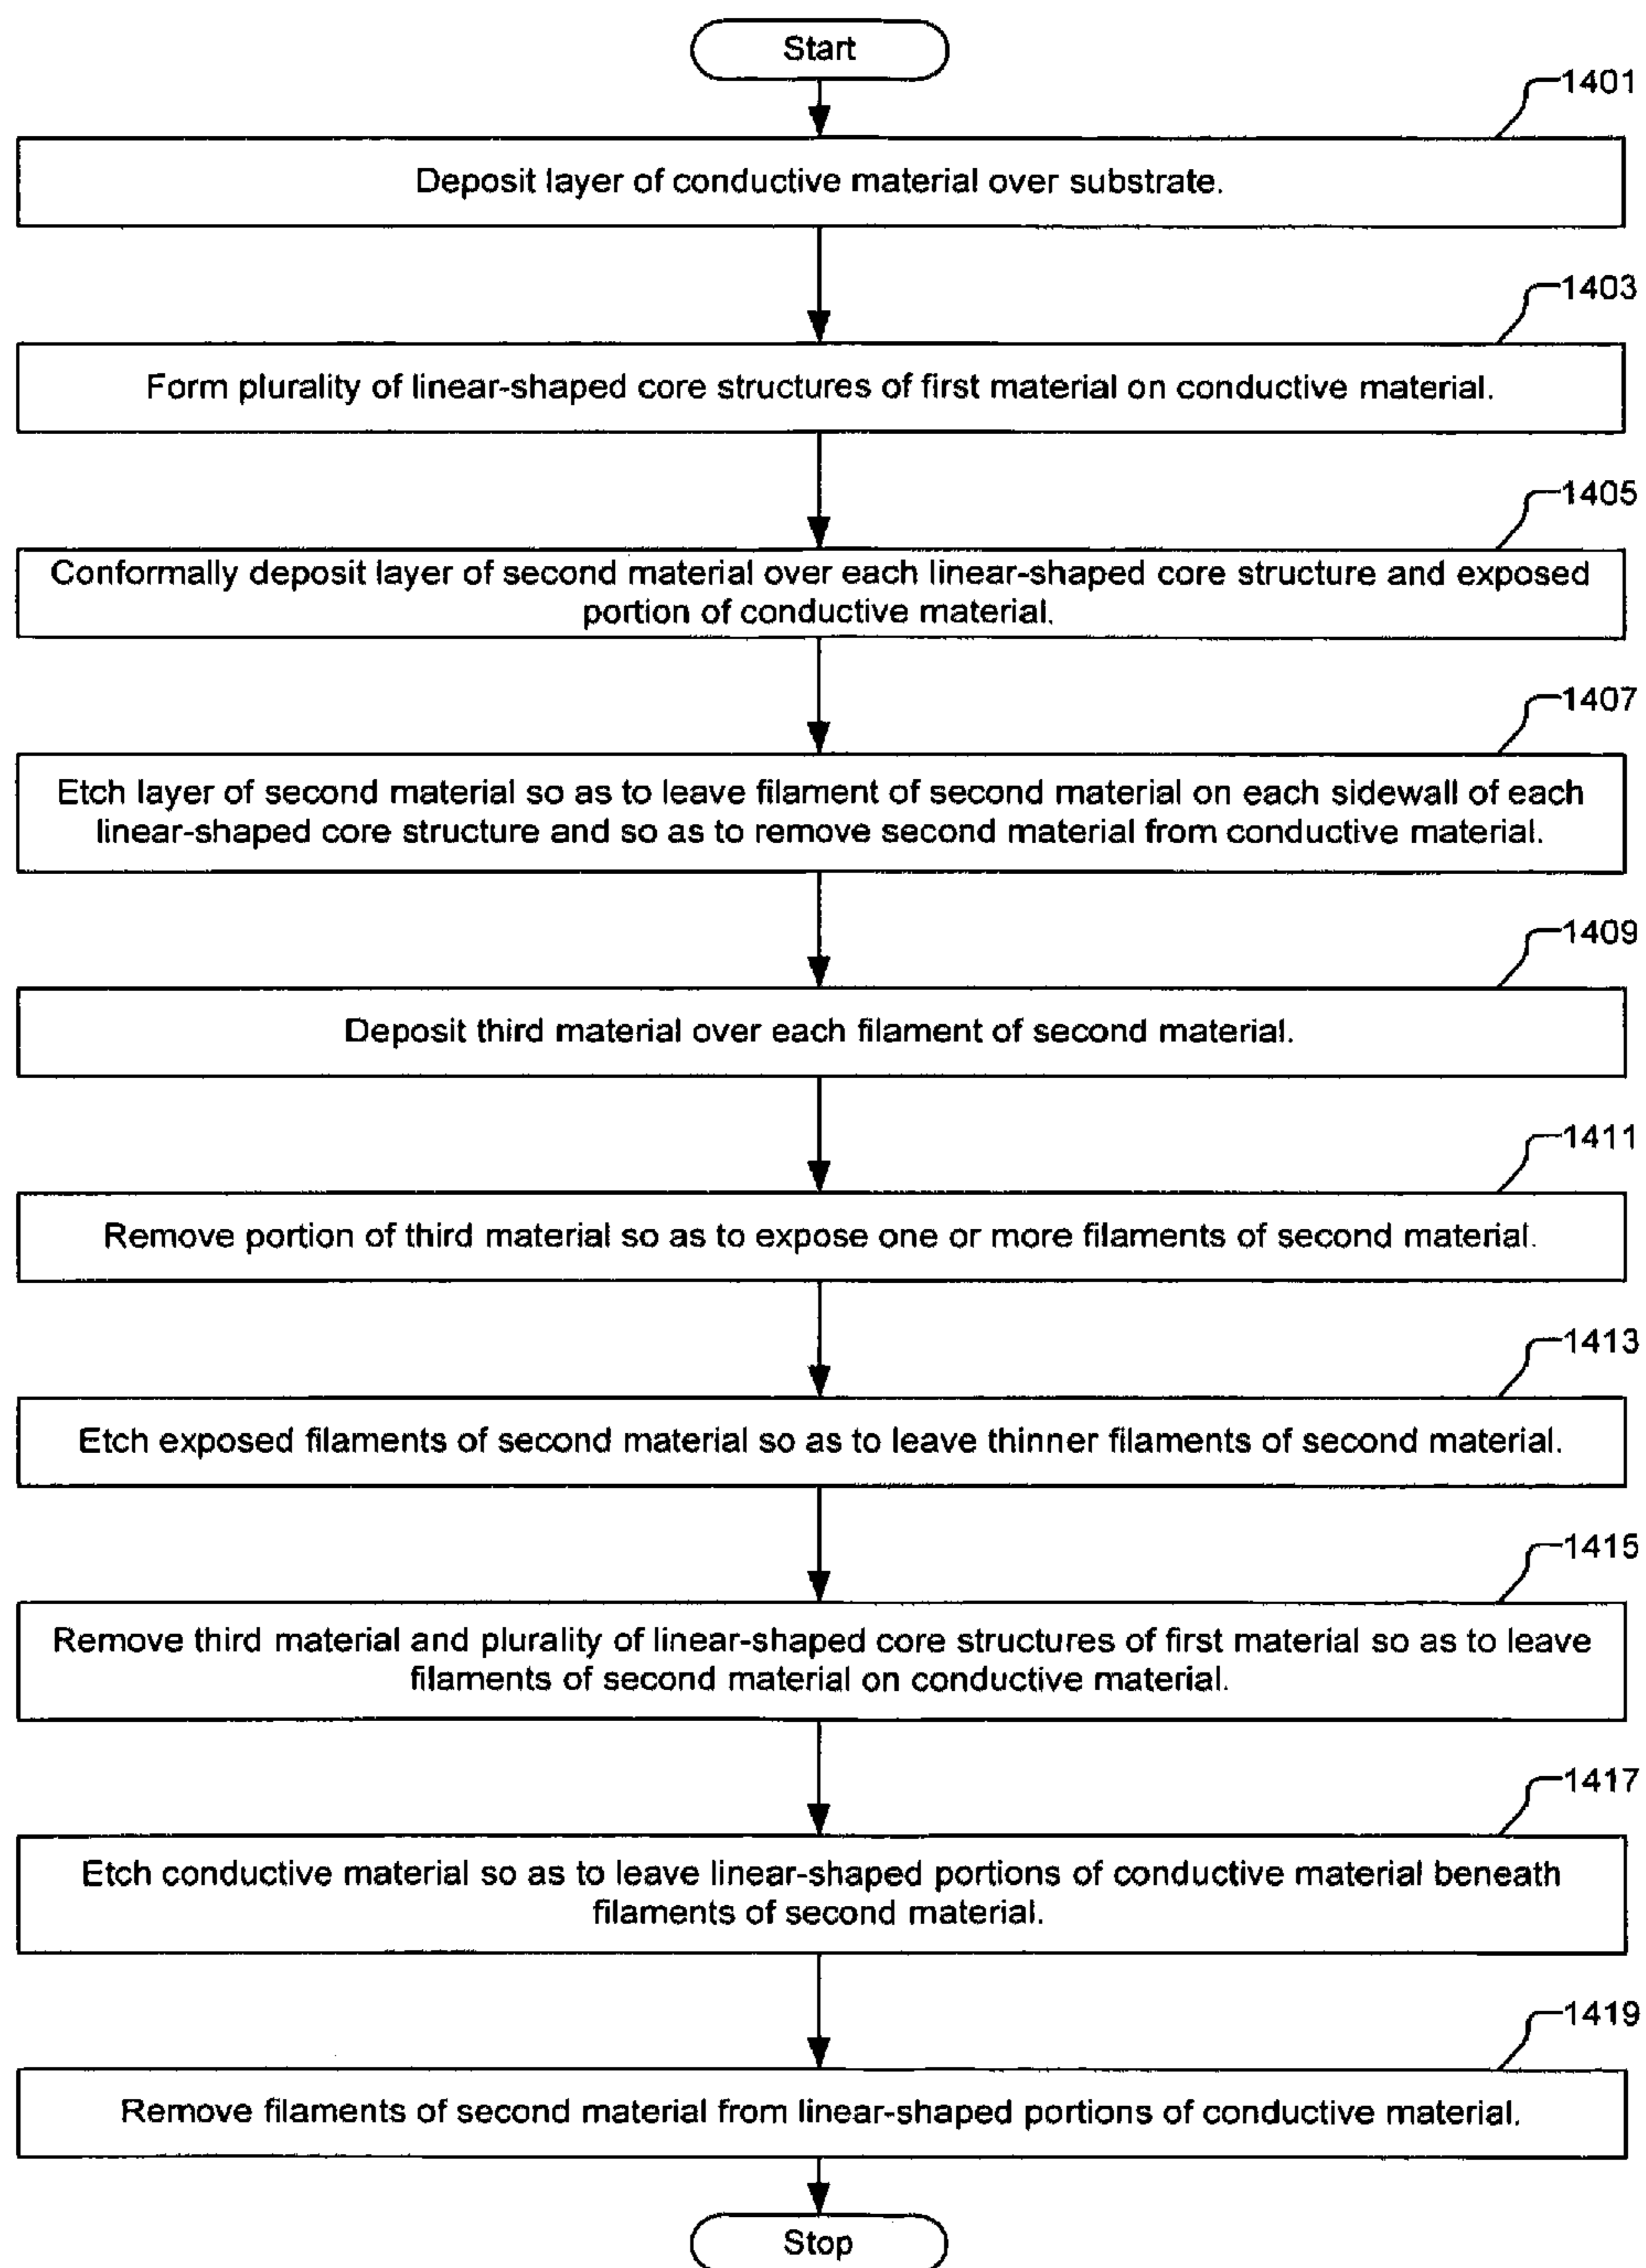 Start
1401
Deposit layer of conductive material over substrate.
1403
Form plurality of linear-shaped core structures of first material on conductive material.
1405
Conformally deposit layer of second material over each linear-shaped core structure and exposed
portion of conductive material.
1407
Etch layer of second material so as to leave filament of second material on each sidewall of each
linear-shaped core structure and so as to remove second material from conductive material.
1409
Deposit third material over each filament of second material.
1411
Remove portion of third material so as to expose one or more filaments of second material.
1413
Etch exposed filaments of second material so as to leave thinner filaments of second material.
1415
Remove third material and plurality of linear-shaped core structures of first material so as to leave
filaments of second material on conductive material.
1417
Etch conductive material so as to leave linear-shaped portions of conductive material beneath
filaments of second material.
1419
Remove filaments of second material from linear-shaped portions of conductive material.
Stop